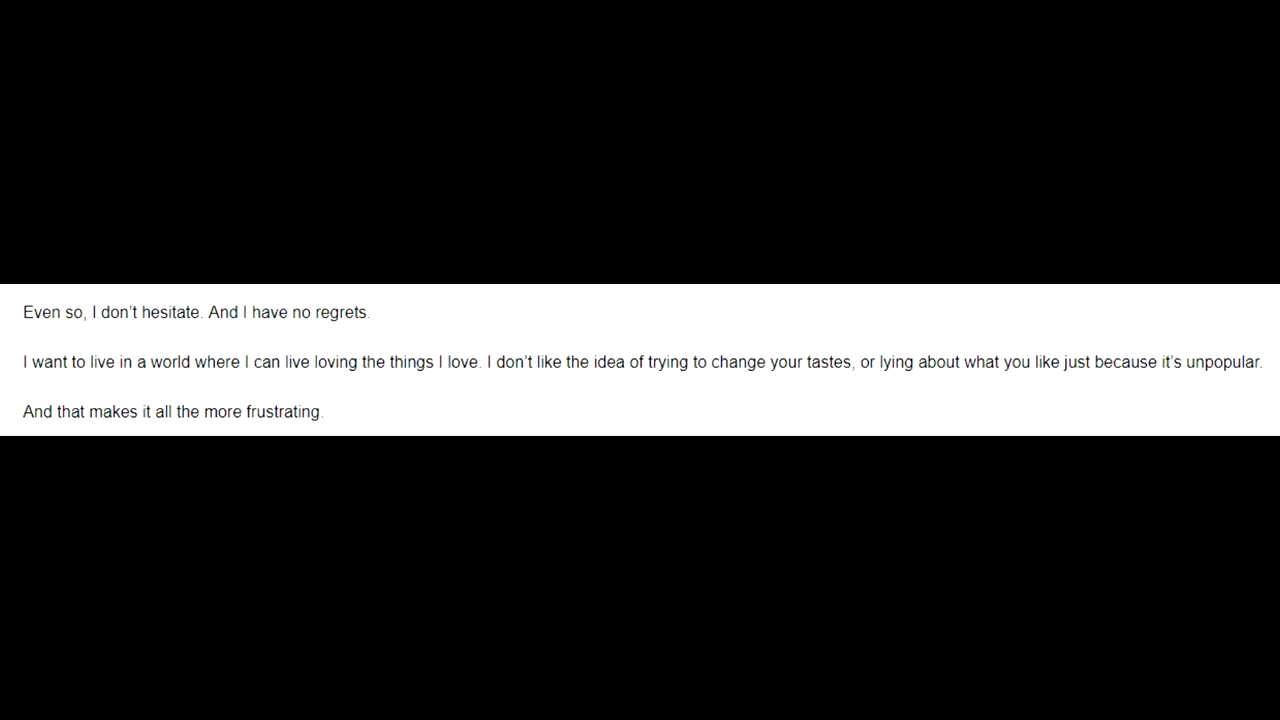 Even so, I don’t hesitate. And I have no regrets.
I want to live in a world where I can live loving the things I love. I don’t like the idea of trying to change your tastes, or lying about what you like just because it’s unpopular.
And that makes it all the more frustrating.